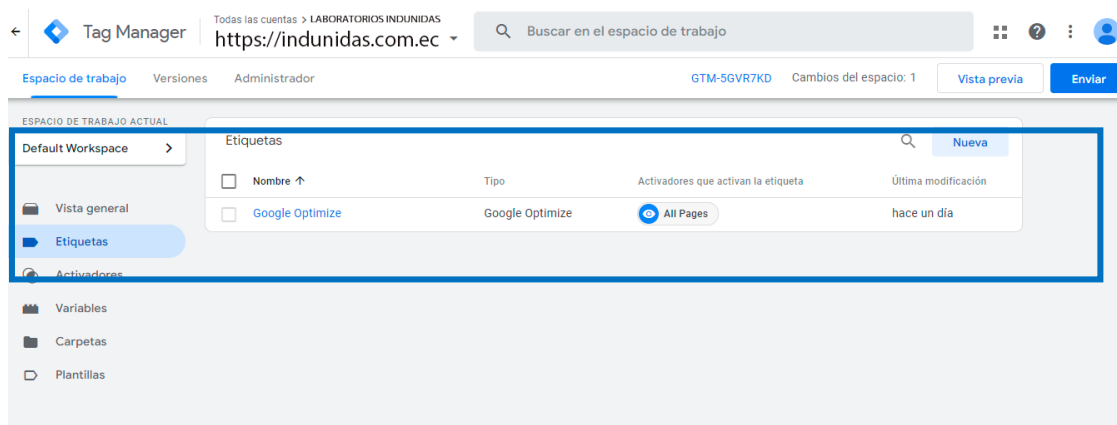 Todas las cuentas > LABORATORIOS INDUNIDAS
Tag Manager
https://indunidas.com.ec
Buscar en el espacio de trabajo
Espacio de trabajo Versiones Administrador GTM-5GVR7KD Cambios del espacio: 1 Vista previa Enviar
ESPACIO DE TRABAJO ACTUAL
Default Workspace
Etiquetas Nueva
Nombre Tipo Activadores que activan la etiqueta Última modificación
Google Optimize Google Optimize All Pages hace un día
Vista general
Etiquetas
Activadores
Variables
Carpetas
Plantillas